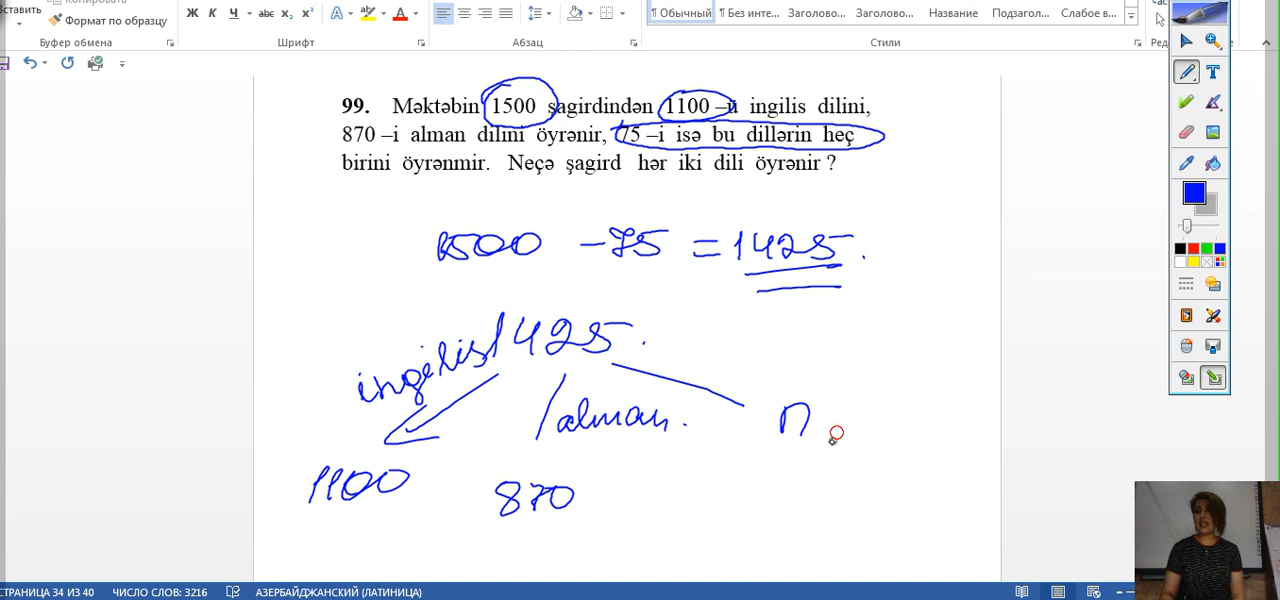 Вставить
Формат по образцу
Буфер обмена
Ж К Ч abc x₂ x² A aby A
Шрифт
Абзац
¶ Обычный ¶ Без инте... Заголово... Заголово... Название Подзагол... Слабое в...
Стили
99. Məktəbin 1500 şagirdindən 1100 –ü ingilis dilini,
870 –i alman dilini öyrənir, 75 –i isə bu dillərin heç
birini öyrənmir. Neçə şagird hər iki dili öyrənir ?
1500 - 75 = 1425.
1425.
ingilis
alman.
n
1100
870
СТРАНИЦА 34 ИЗ 40 ЧИСЛО СЛОВ: 3216 АЗЕРБАЙДЖАНСКИЙ (ЛАТИНИЦА)